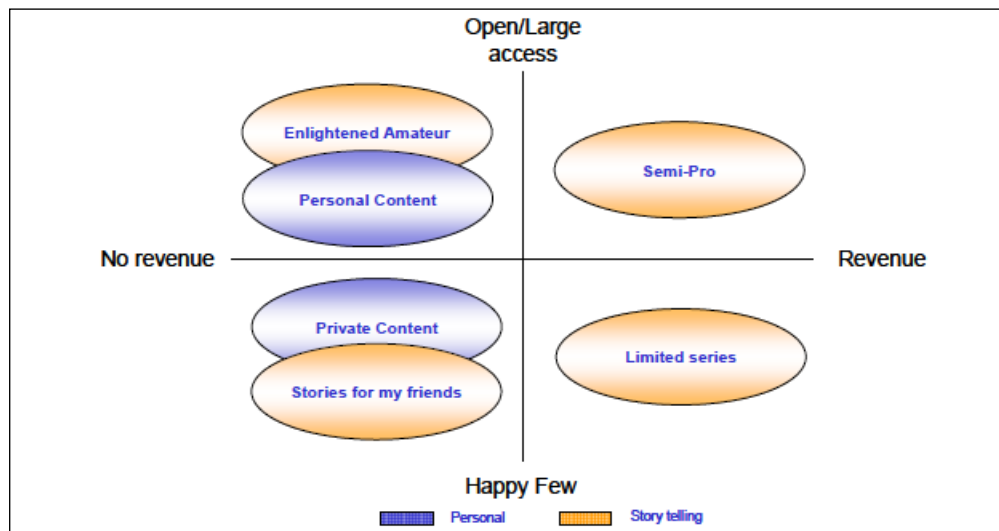 Open/Large
access
Enlightened Amateur
Semi-Pro
Personal Content
No revenue
Revenue
Private Content
Limited series
Stories for my friends
Happy Few
Personal
Story telling